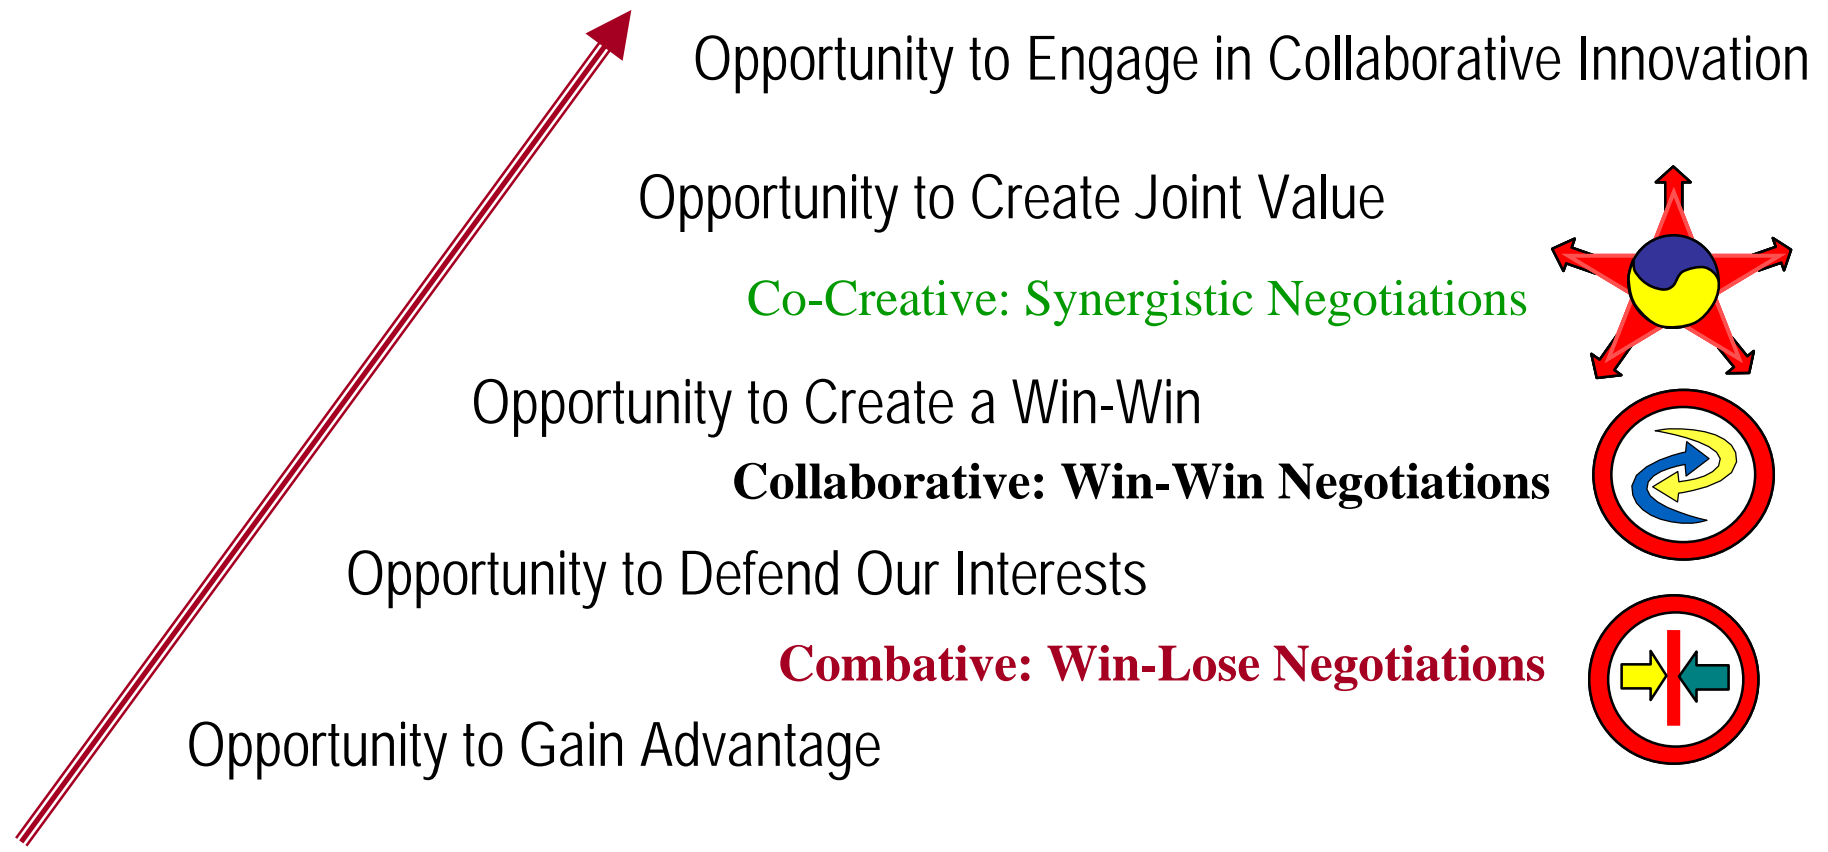 Opportunity to Engage in Collaborative Innovation
Opportunity to Create Joint Value
Co-Creative: Synergistic Negotiations
Opportunity to Create a Win-Win
Collaborative: Win-Win Negotiations
Opportunity to Defend Our Interests
Combative: Win-Lose Negotiations
Opportunity to Gain Advantage